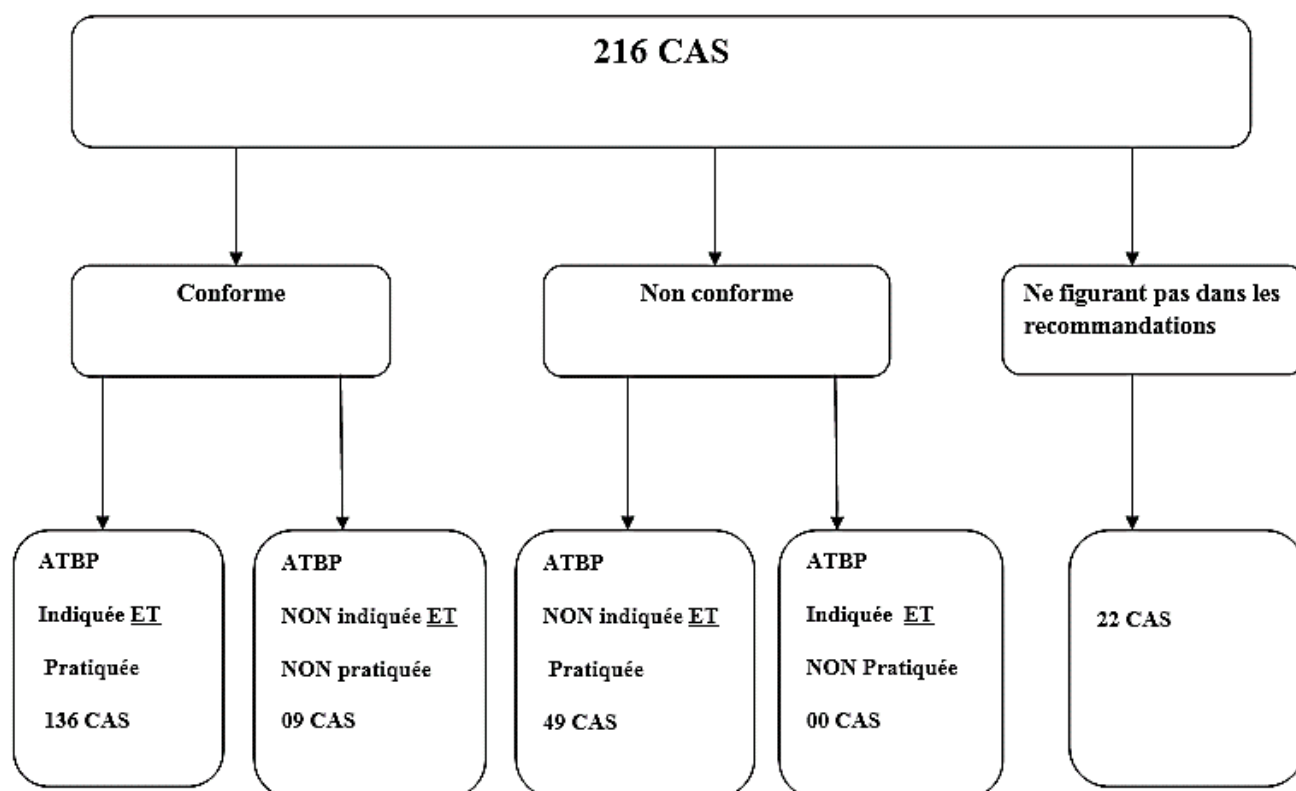 216 CAS
Conforme
Non conforme
Ne figurant pas dans les
recommandations
ATBP
Indiquée ET
Pratiquée
136 CAS
ATBP
NON indiquée ET
NON pratiquée
09 CAS
ATBP
NON indiquée ET
Pratiquée
49 CAS
ATBP
Indiquée ET
NON Pratiquée
00 CAS
22 CAS